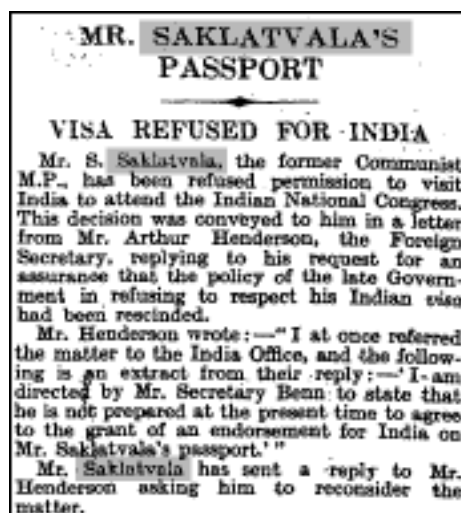 MR. SAKLATVALA'S
PASSPORT
VISA REFUSED FOR INDIA
Mr. S. Saklatvala, the former Communist
M.P., has been refused permission to visit
India to attend the Indian National Congress.
This decision was conveyed to him in a letter
from Mr. Arthur Henderson, the Foreign
Secretary, replying to his request for an
assurance that the policy of the late Govern-
ment in refusing to respect his Indian visa
had been rescinded.
Mr. Henderson wrote:—"I at once referred
the matter to the India Office, and the follow-
ing is an extract from their reply:—'I am
directed by Mr. Secretary Benn to state that
he is not prepared at the present time to agree
to the grant of an endorsement for India on
Mr. Saklatvala's passport.'"
Mr. Saklatvala has sent a reply to Mr.
Henderson asking him to reconsider the
matter.